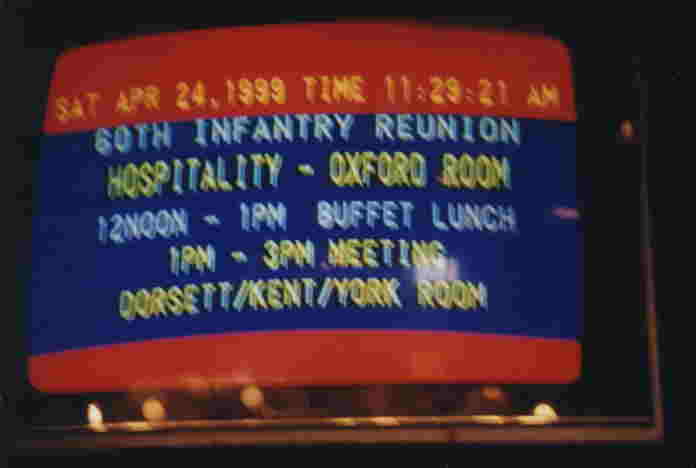 SAT APR 24,1999 TIME 11:29:21 AM
60TH INFANTRY REUNION
HOSPITALITY - OXFORD ROOM
12NOON - 1PM BUFFET LUNCH
1PM - 3PM MEETING
DORSETT/KENT/YORK ROOM